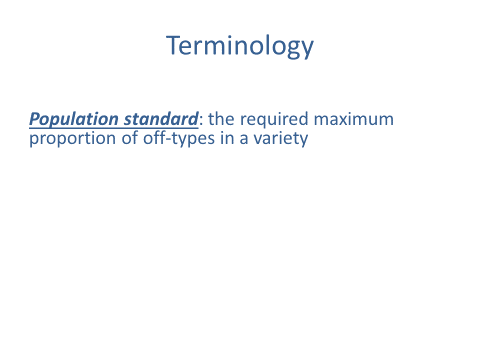 Terminology
Population standard: the required maximum
proportion of off-types in a variety